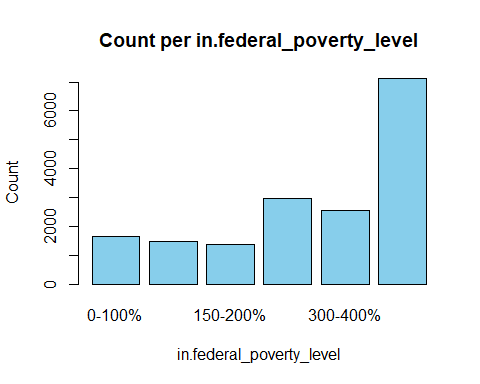 Count per in.federal_poverty_level
Count
6000
4000
2000
0
0-100% 150-200% 300-400%
in.federal_poverty_level